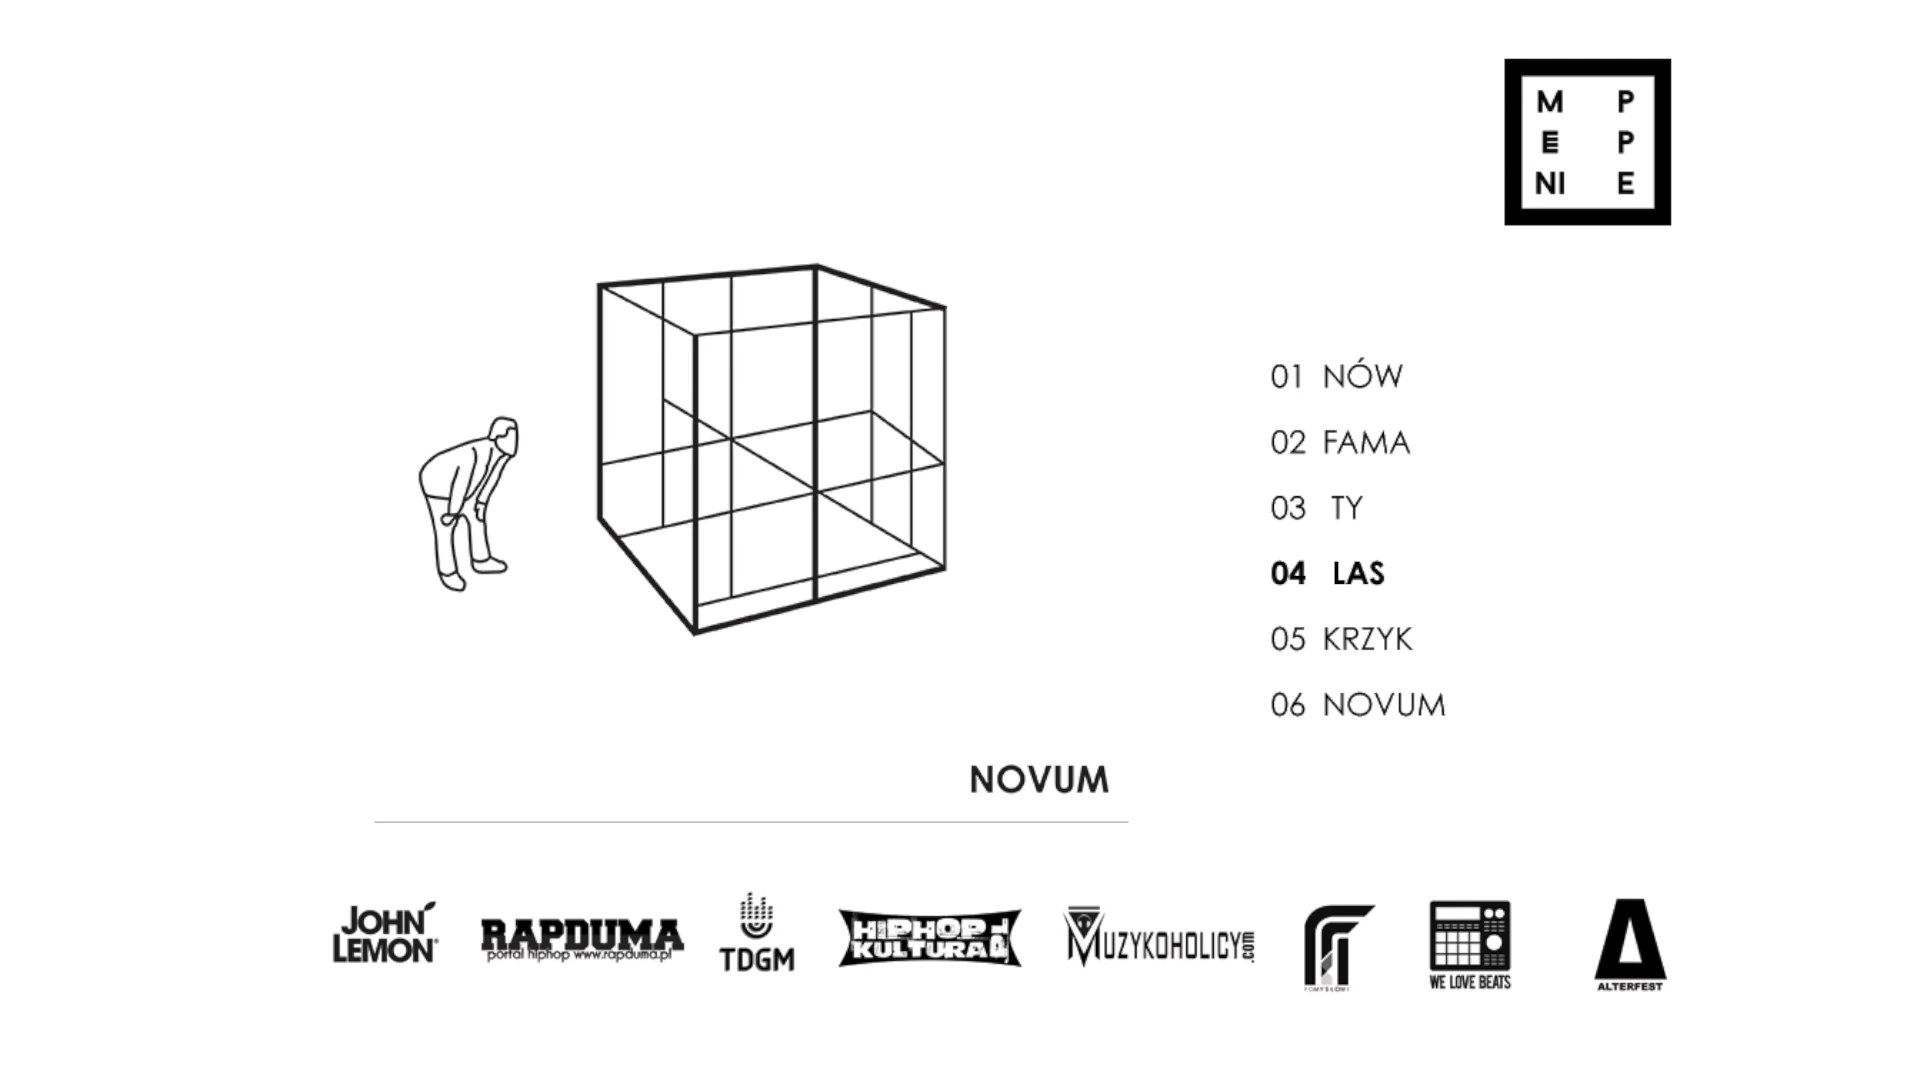 M P
E P
NI E
01 NÓW
02 FAMA
03 TY
04 LAS
05 KRZYK
06 NOVUM
NOVUM
JOHN
LEMON
RAPDUMA
portal hiphop www.rapduma.pl
TDGM
HIPHOP
KULTURA.PL
MUZYKOHOLICY.com
WE LOVE BEATS
ALTERFEST